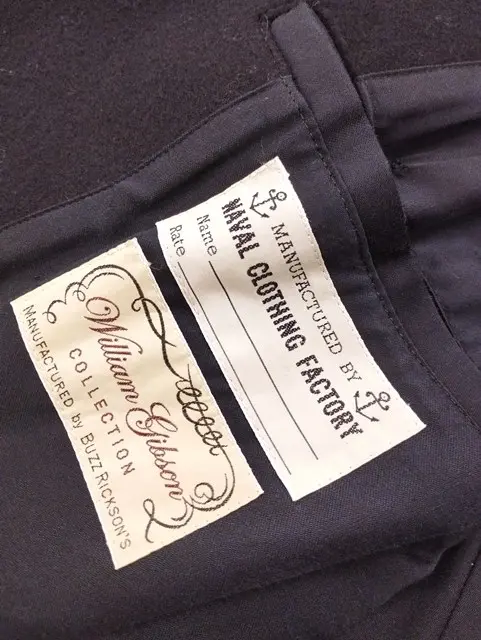 MANUFACTURED BY
NAVAL CLOTHING FACTORY
Name
Rate
William Gibson
COLLECTION
MANUFACTURED by BUZZ RICKSON'S